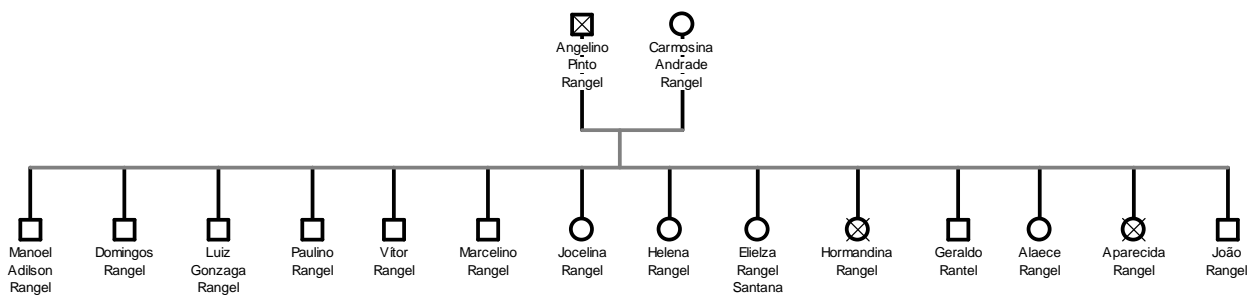 Angelino
Pinto
Rangel
Carmosina
Andrade
Rangel
Manoel
Adilson
Rangel
Domingos
Rangel
Luiz
Gonzaga
Rangel
Paulino
Rangel
Vítor
Rangel
Marcelino
Rangel
Jocelina
Rangel
Helena
Rangel
Elielza
Rangel
Santana
Hormandina
Rangel
Geraldo
Rantel
Alaece
Rangel
Aparecida
Rangel
João
Rangel